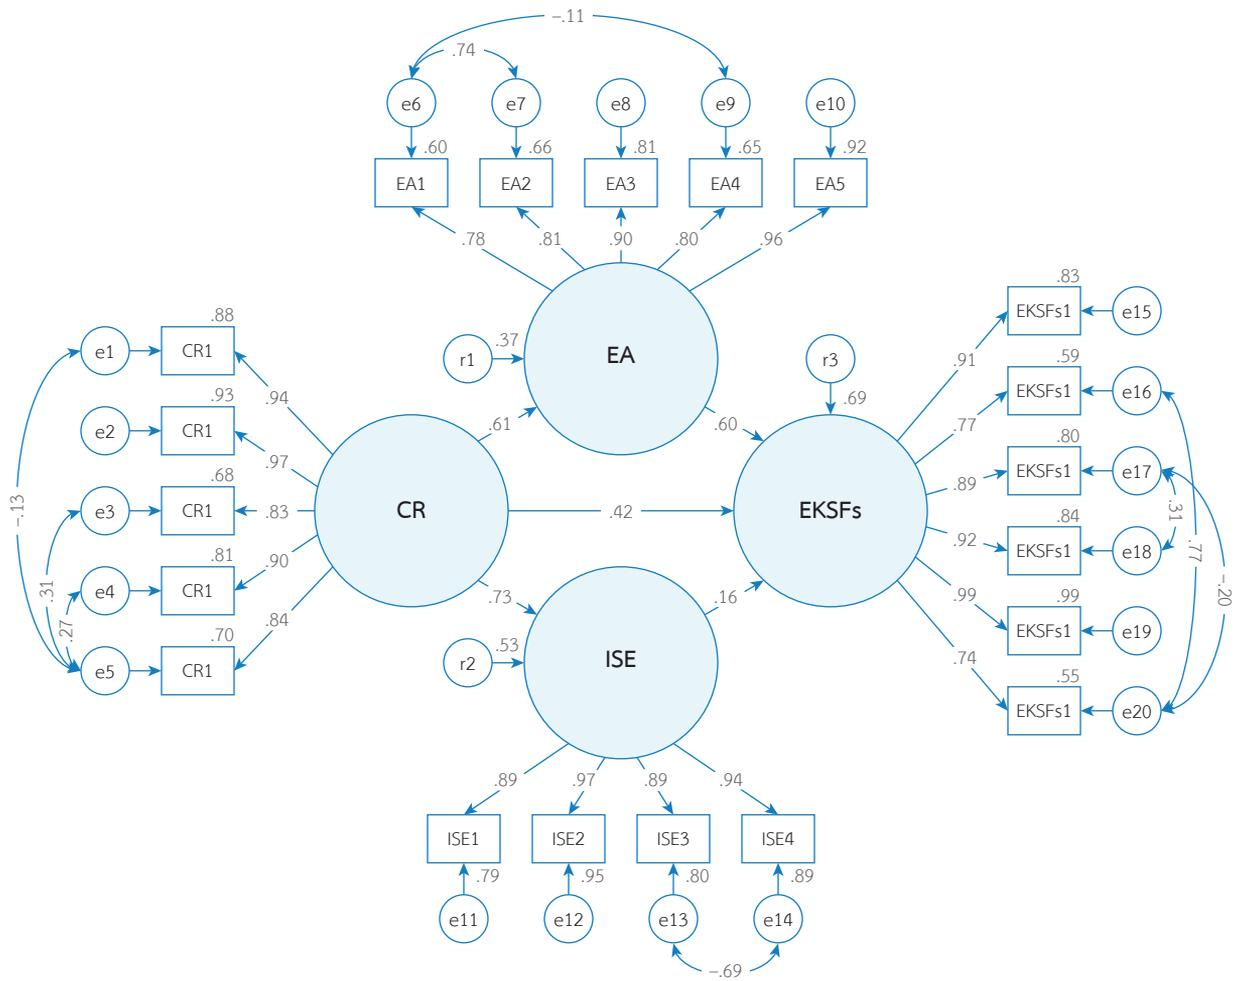 –.11
.74
e6 e7 e8 e9 e10
.60 .66 .81 .65 .92
EA1 EA2 EA3 EA4 EA5
.78 .81 .90 .80 .96
.83
EKSFs1 e15
.88
e1 CR1
r1 .37 EA
r3
.59
.91
EKSFs1 e16
.93
.94
.69
e2 CR1
.61 .60 .77
.80
.97
EKSFs1 e17
.68
.89
–.13
e3 CR1 .83
CR .42 EKSFs
.31
.84
.92
EKSFs1 e18
.77
.81
.90
.31
e4 CR1
–.20
.73 .16 .99
.99
.84
.27
EKSFs1 e19
.70
e5 CR1
r2 .53 ISE
.74
.55
EKSFs1 e20
.89 .97 .89 .94
ISE1 ISE2 ISE3 ISE4
.79 .95 .80 .89
e11 e12 e13 e14
–.69